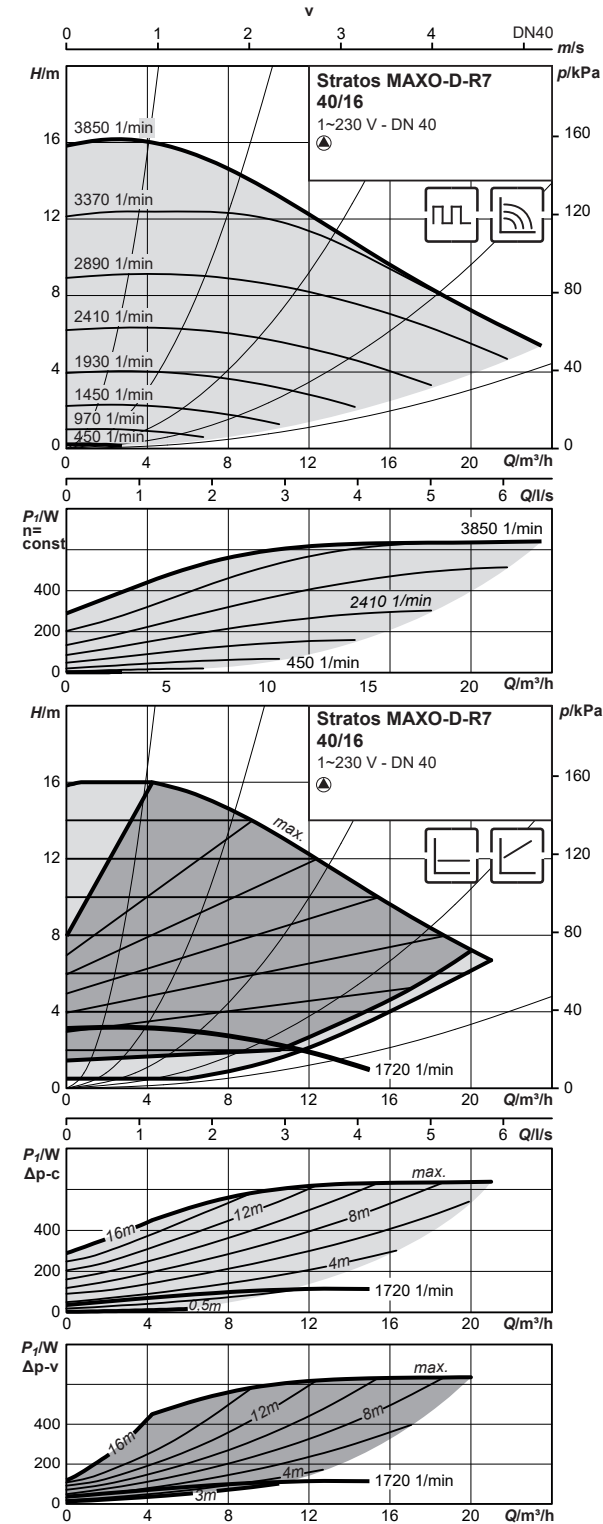 v
0 1 2 3 4 DN40
m/s
H/m p/kPa
Stratos MAXO-D-R7
40/16
1~230 V - DN 40
16 160
3850 1/min
3370 1/min
12 120
2890 1/min
8 80
2410 1/min
1930 1/min
4 40
1450 1/min
970 1/min
450 1/min
0 0
0 4 8 12 16 20 Q/m³/h
0 1 2 3 4 5 6 Q/l/s
P₁/W
n=
const
3850 1/min
400
2410 1/min
200
450 1/min
0
0 5 10 15 20 Q/m³/h
H/m p/kPa
Stratos MAXO-D-R7
40/16
1~230 V - DN 40
16 160
max.
12 120
8 80
4 40
1720 1/min
0 0
0 4 8 12 16 20 Q/m³/h
0 1 2 3 4 5 6 Q/l/s
P₁/W
Δp-c
max.
16m 12m 8m
400
200
4m
1720 1/min
0,5m
0
0 4 8 12 16 20 Q/m³/h
P₁/W
Δp-v
max.
16m 12m 8m
400
200
4m
1720 1/min
3m
0
0 4 8 12 16 20 Q/m³/h